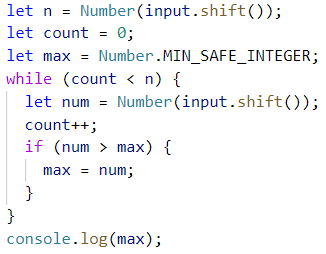 let n = Number(input.shift());
let count = 0;
let max = Number.MIN_SAFE_INTEGER;
while (count < n) {
  let num = Number(input.shift());
  count++;
  if (num > max) {
    max = num;
  }
}
console.log(max);